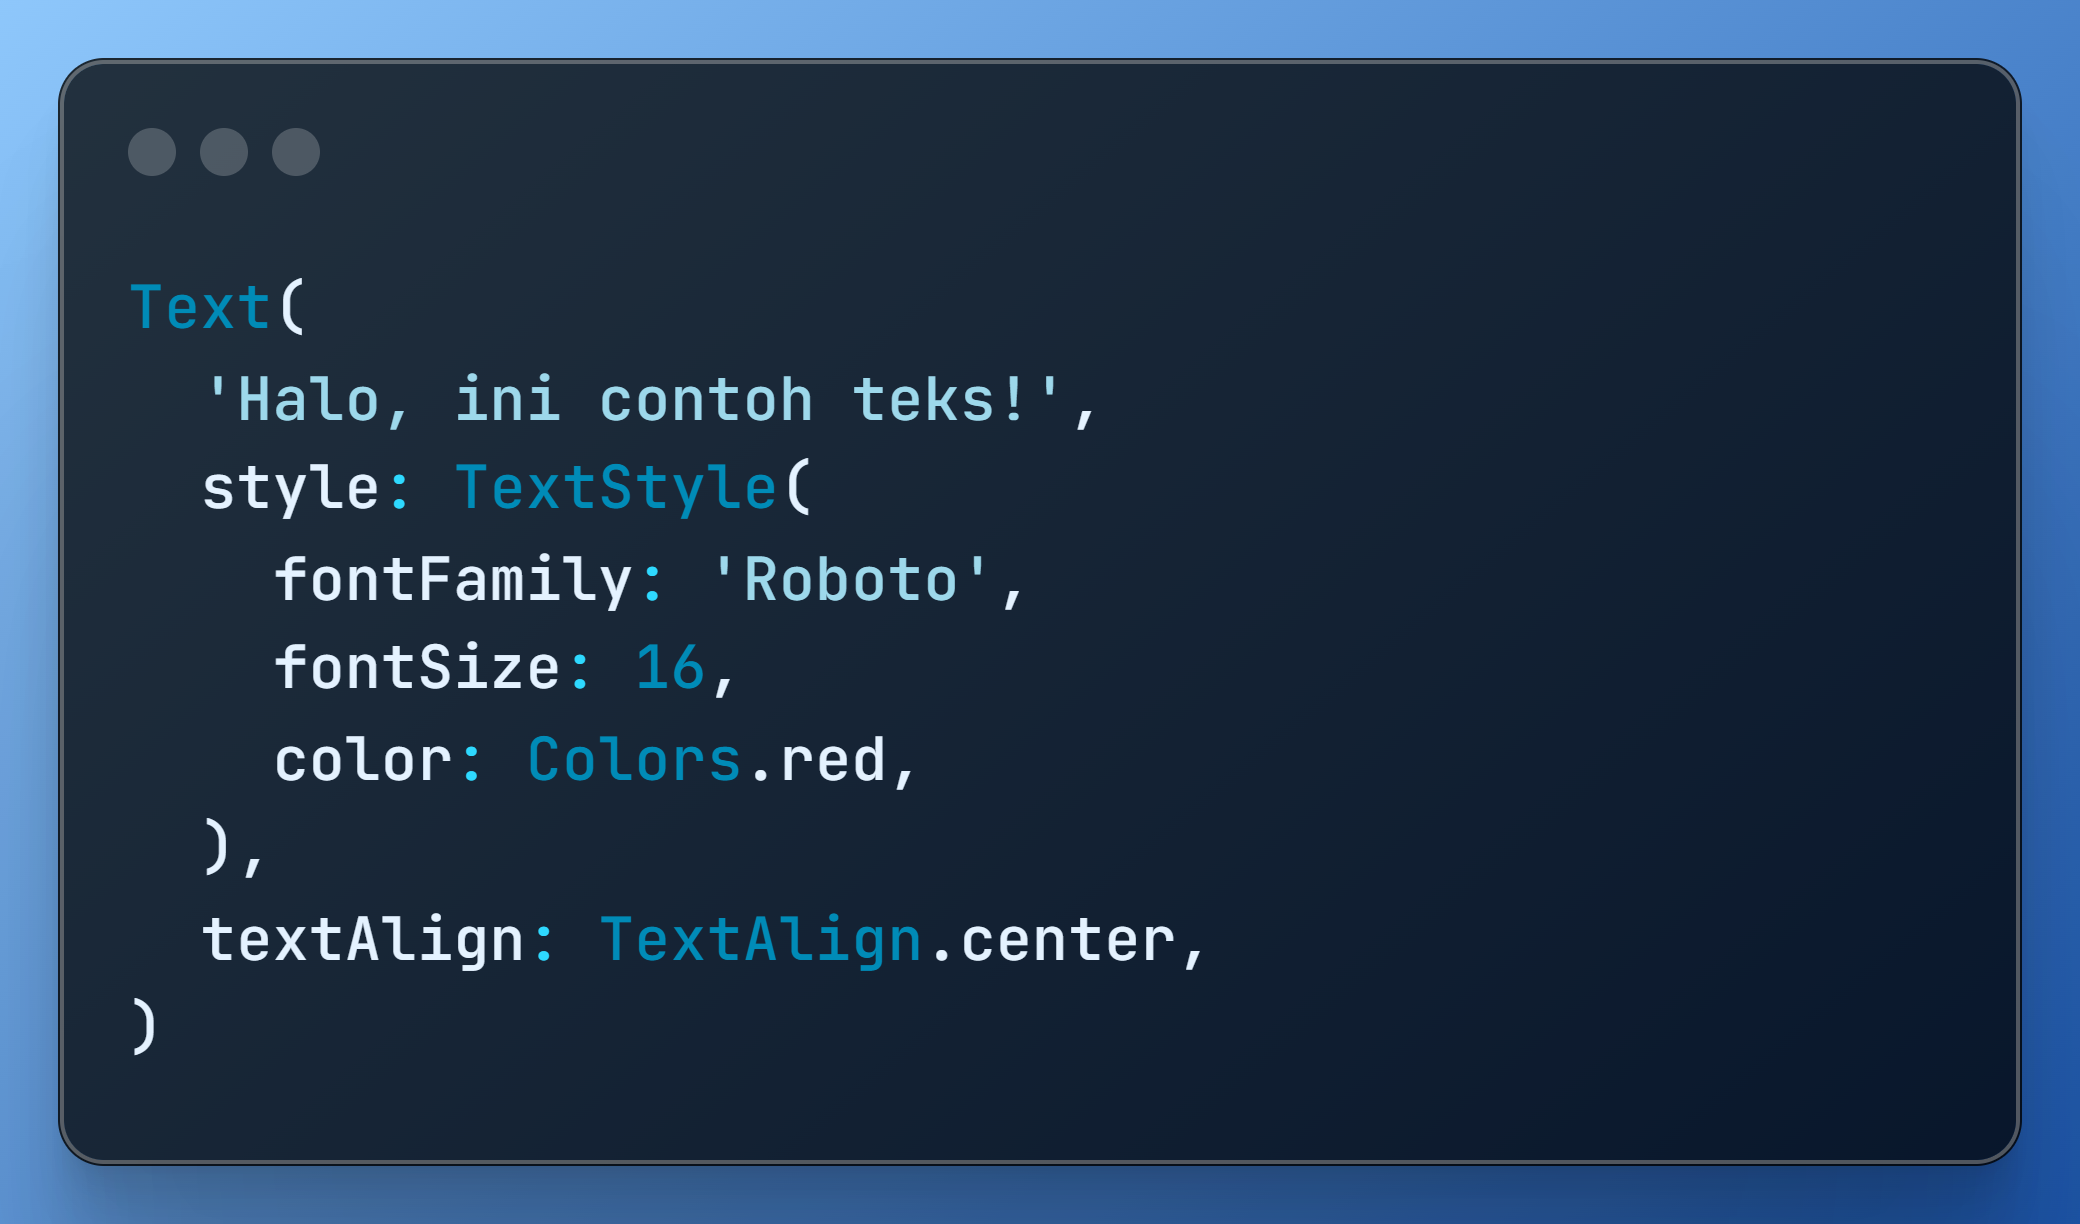 Text(
  'Halo, ini contoh teks!',
  style: TextStyle(
    fontFamily: 'Roboto',
    fontSize: 16,
    color: Colors.red,
  ),
  textAlign: TextAlign.center,
)